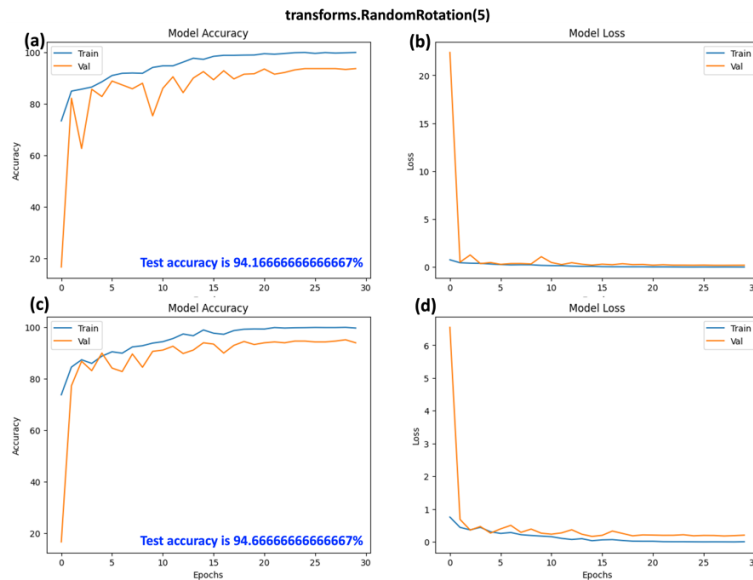 transforms.RandomRotation(5)
(a)
Model Accuracy
Train
Val
100
80
60
40
20
Accuracy
Test accuracy is 94.16666666666667%
0 5 10 15 20 25 30
(b)
Model Loss
Train
Val
20
15
10
5
0
Loss
0 5 10 15 20 25 3
(c)
Model Accuracy
Train
Val
100
80
60
40
20
Accuracy
Test accuracy is 94.66666666666667%
0 5 10 15 20 25 30
Epochs
(d)
Model Loss
Train
Val
6
5
4
3
2
1
0
Loss
0 5 10 15 20 25 3
Epochs